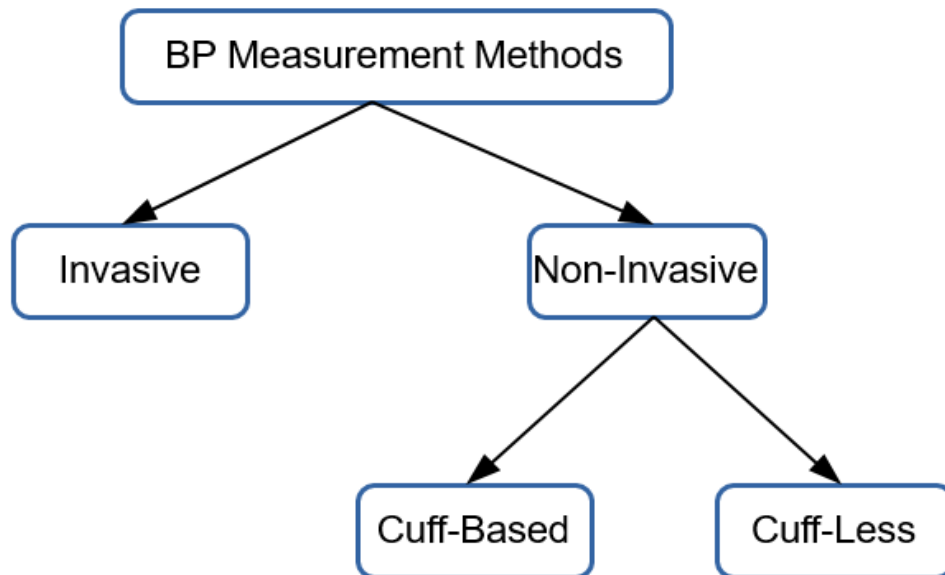 BP Measurement Methods
Invasive
Non-Invasive
Cuff-Based
Cuff-Less